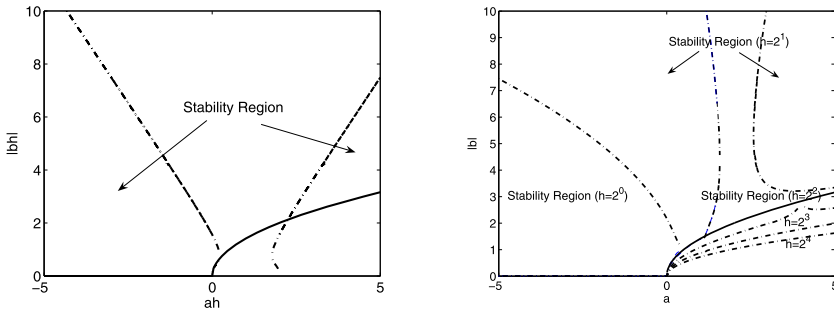 10
8
6
4
2
0
−5
0
5
|bh|
ah
Stability Region
10
9
8
7
6
5
4
3
2
1
0
−5
0
5
|b|
a
Stability Region (h=2^1)
Stability Region (h=2^0)
Stability Region (h=2^2)
h=2^3
h=2^4